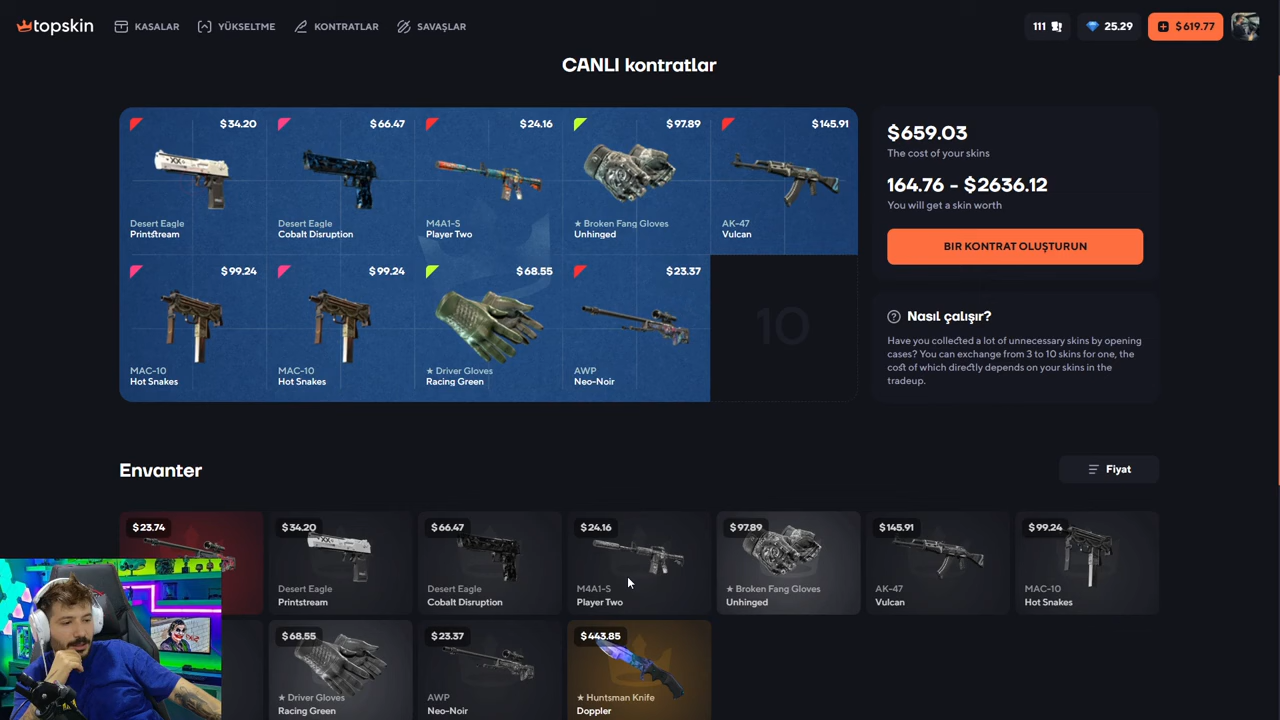 topskin
KASALAR
YÜKSELTME
KONTRATLAR
SAVAŞLAR
111
25.29
$619.77
CANLI kontratlar
$34.20
$66.47
$24.16
$97.89
$145.91
Desert Eagle
Printstream
Desert Eagle
Cobalt Disruption
M4A1-S
Player Two
★ Broken Fang Gloves
Unhinged
AK-47
Vulcan
$99.24
$99.24
$68.55
$23.37
10
MAC-10
Hot Snakes
MAC-10
Hot Snakes
★ Driver Gloves
Racing Green
AWP
Neo-Noir
$659.03
The cost of your skins
164.76 - $2636.12
You will get a skin worth
BIR KONTRAT OLUŞTURUN
Nasıl çalışır?
Have you collected a lot of unnecessary skins by opening
cases? You can exchange from 3 to 10 skins for one, the
cost of which directly depends on your skins in the
tradeup.
Envanter
Fiyat
$23.74
$34.20
$66.47
$24.16
$97.89
$145.91
$99.24
Desert Eagle
Printstream
Desert Eagle
Cobalt Disruption
M4A1-S
Player Two
★ Broken Fang Gloves
Unhinged
AK-47
Vulcan
MAC-10
Hot Snakes
$68.55
$23.37
$443.85
★ Driver Gloves
Racing Green
AWP
Neo-Noir
★ Huntsman Knife
Doppler